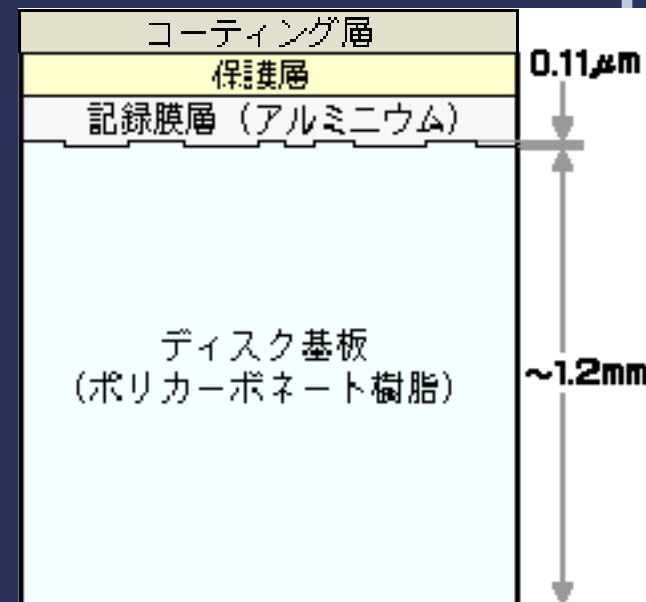 コーティング層
0.11μm
保護層
記録膜層（アルミニウム）
ディスク基板
（ポリカーボネート樹脂）
～1.2mm